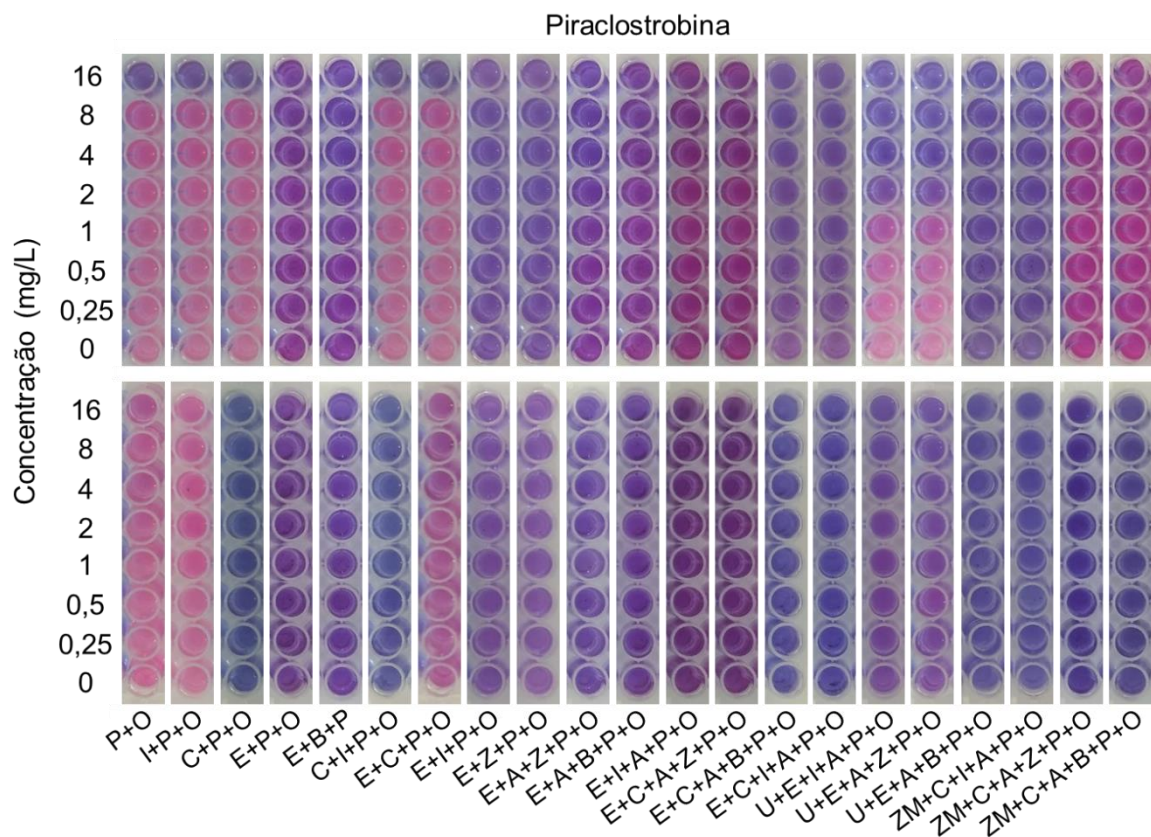 Piraclostrobina
Concentração (mg/L)
16
8
4
2
1
0,5
0,25
0
16
8
4
2
1
0,5
0,25
0
P+O
I+P+O
C+P+O
E+P+O
E+B+P
C+I+P+O
E+C+P+O
E+I+P+O
E+Z+P+O
E+A+Z+P+O
E+A+B+P+O
E+I+A+P+O
E+C+A+Z+P+O
E+C+A+B+P+O
E+C+I+A+P+O
U+E+I+A+P+O
U+E+A+Z+P+O
U+E+A+B+P+O
ZM+C+I+A+P+O
ZM+C+A+Z+P+O
ZM+C+A+B+P+O